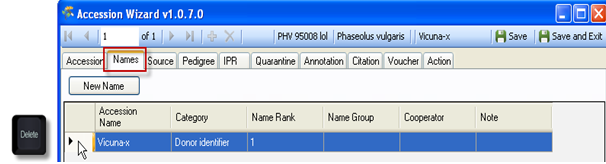 Accession Wizard v1.0.7.0
1 of 1 PHV 95008 lol Phaseolus vulgaris Vicuna-x Save Save and Exit
Accession Names Source Pedigree IPR Quarantine Annotation Citation Voucher Action
New Name
Accession Name Category Name Rank Name Group Cooperator Note
Delete Vicuna-x Donor identifier 1